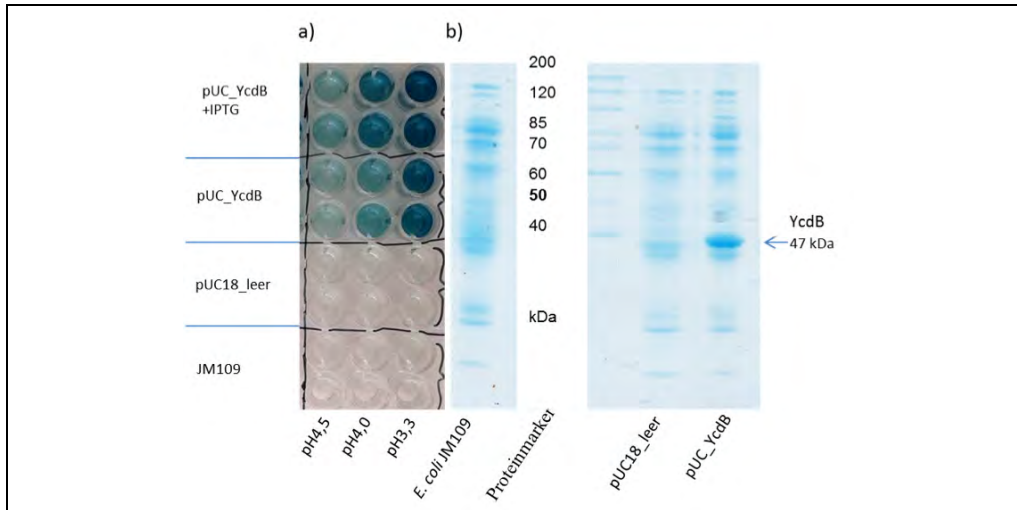 a)
b)
pUC_YcdB
+IPTG
pUC_YcdB
pUC18_leer
JM109
200
120
85
70
60
50
40
kDa
YcdB
47 kDa
pH4,5
pH4,0
pH3,3
E. coli JM109
Proteinmarker
pUC18_leer
pUC_YcdB